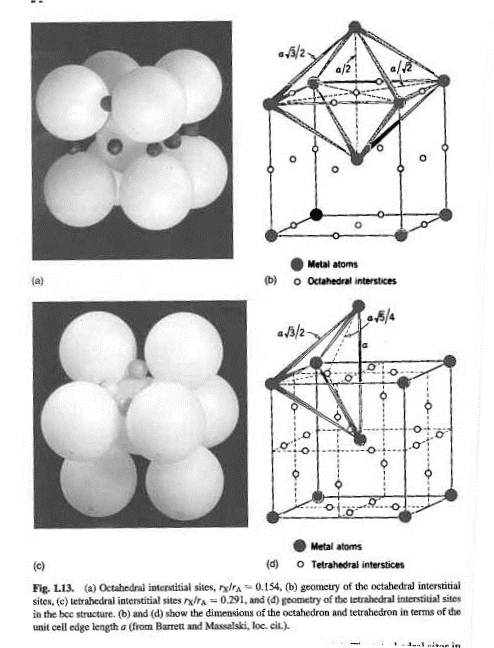 a√3/2
a/2
a/√2
Metal atoms
(a)
(b)
Octahedral interstices
a√3/2
a√5/4
a
Metal atoms
(c)
(d)
Tetrahedral interstices
Fig. 1.13. (a) Octahedral interstitial sites, rX/rA = 0.154, (b) geometry of the octahedral interstitial
sites, (c) tetrahedral interstitial sites rX/rA = 0.291, and (d) geometry of the tetrahedral interstitial sites
in the bcc structure. (b) and (d) show the dimensions of the octahedron and tetrahedron in terms of the
unit cell edge length a (from Barrett and Massalski, loc. cit.).